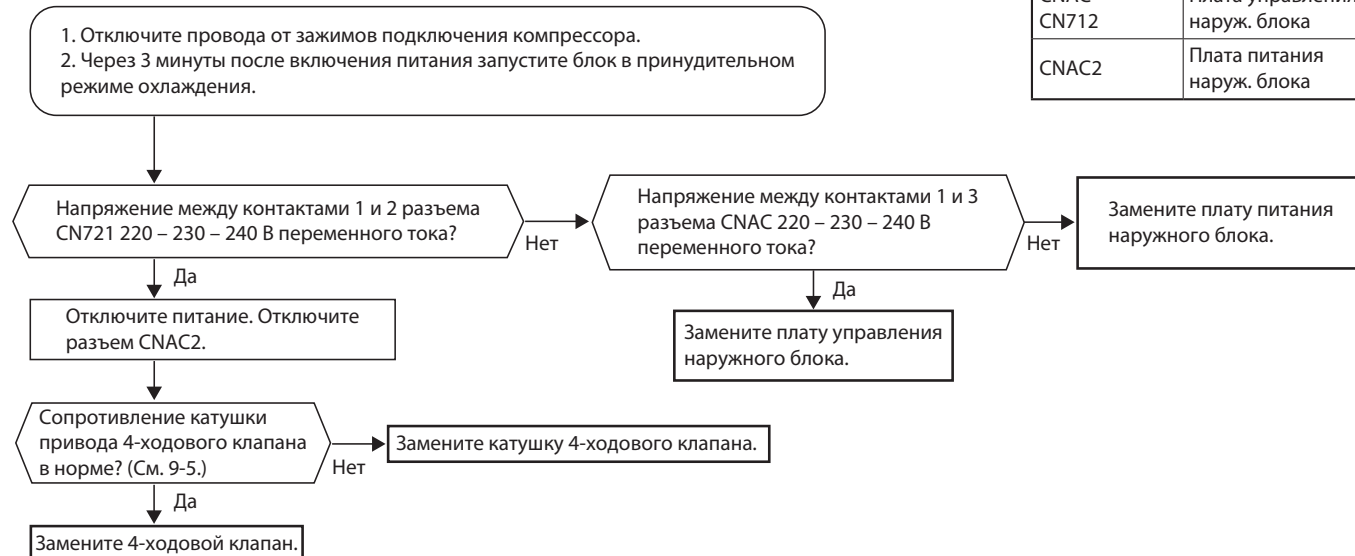 CN712
Плата управления
наруж. блока
CNAC2
Плата питания
наруж. блока
1. Отключите провода от зажимов подключения компрессора.
2. Через 3 минуты после включения питания запустите блок в принудительном
режиме охлаждения.
Напряжение между контактами 1 и 2 разъема
CN721 220 – 230 – 240 В переменного тока?
Нет
Напряжение между контактами 1 и 3
разъема CNAC 220 – 230 – 240 В
переменного тока?
Нет
Замените плату питания
наружного блока.
Да
Да
Отключите питание. Отключите
разъем CNAC2.
Замените плату управления
наружного блока.
Сопротивление катушки
привода 4-ходового клапана
в норме? (См. 9-5.)
Нет
Замените катушку 4-ходового клапана.
Да
Замените 4-ходовой клапан.